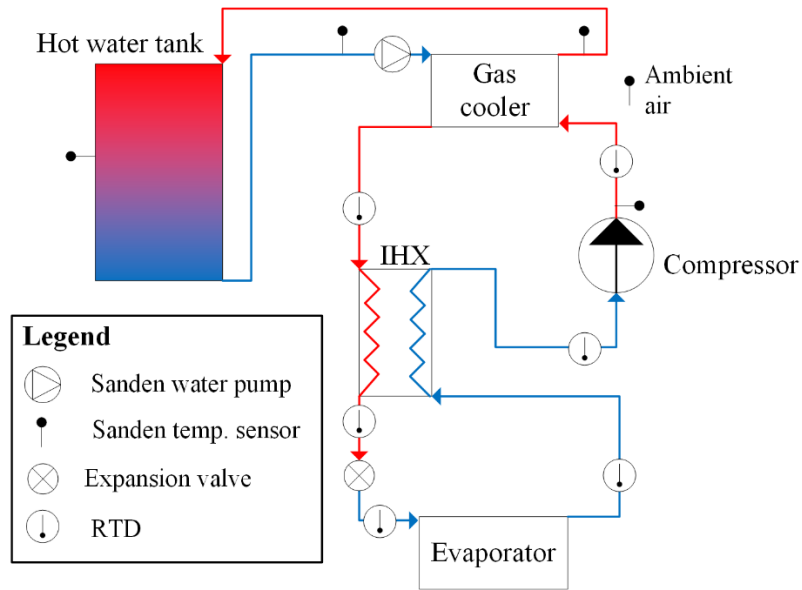 Hot water tank
Gas
cooler
Ambient
air
IHX
Compressor
Legend
Sanden water pump
Sanden temp. sensor
Expansion valve
RTD
Evaporator